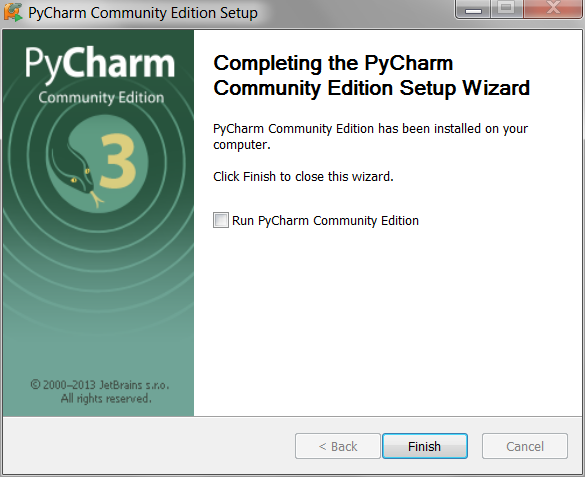 PyCharm Community Edition Setup
PyCharm
Community Edition
3
© 2000–2013 JetBrains s.r.o.
All rights reserved.
Completing the PyCharm
Community Edition Setup Wizard
PyCharm Community Edition has been installed on your
computer.
Click Finish to close this wizard.
Run PyCharm Community Edition
< Back
Finish
Cancel